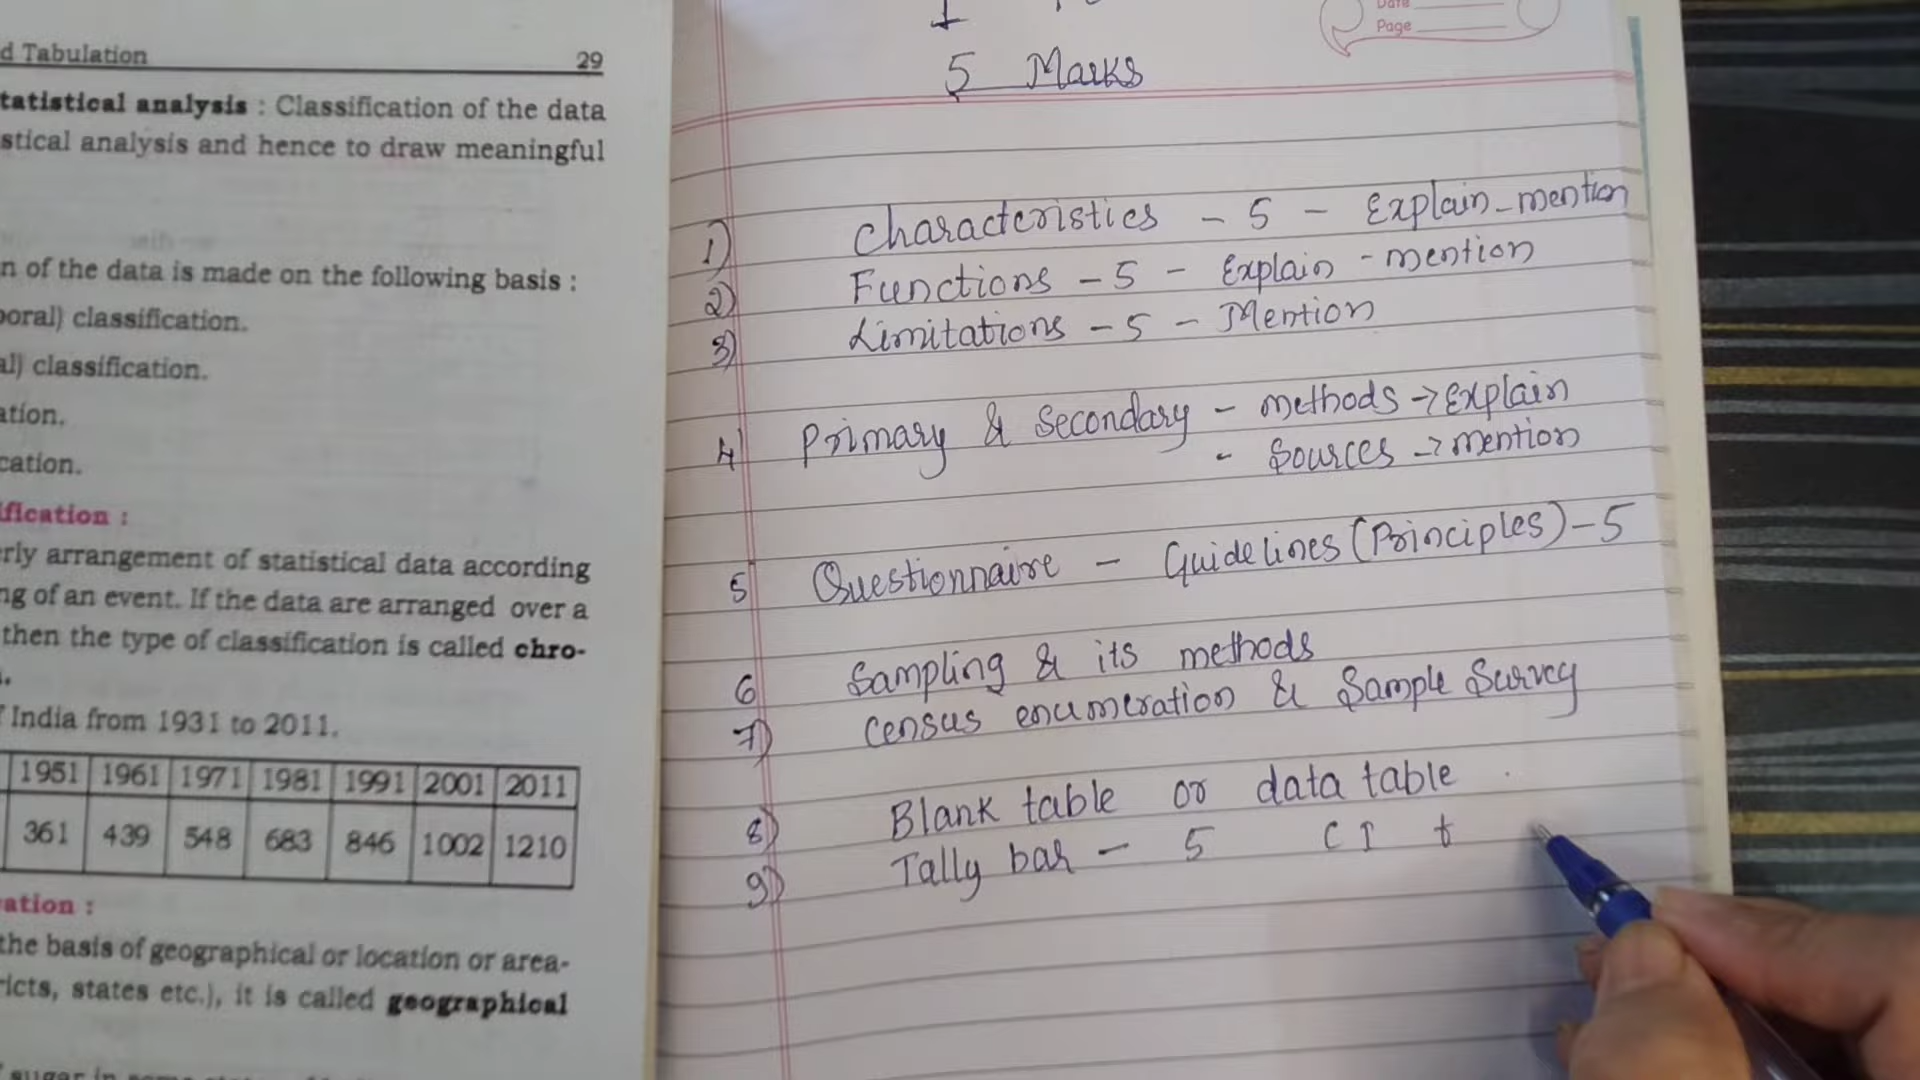 d Tabulation 29
tatistical analysis : Classification of the data
stical analysis and hence to draw meaningful
n of the data is made on the following basis :
oral) classification.
al) classification.
ation.
cation.
fication :
rly arrangement of statistical data according
ng of an event. If the data are arranged over a
then the type of classification is called chro-
India from 1931 to 2011.
1951 1961 1971 1981 1991 2001 2011
361 439 548 683 846 1002 1210
ation :
the basis of geographical or location or area-
ricts, states etc.), it is called geographical
Date
Page
5 Marks
1) Characteristics - 5 - Explain - mention
2) Functions - 5 - Explain - mention
3) Limitations - 5 - Mention
4 Primary & Secondary - methods → Explain
- Sources → mention
5 Questionnaire - Guidelines (Principles) - 5
6 Sampling & its methods
7) Census enumeration & Sample Survey
8) Blank table or data table
9) Tally bar - 5 CI t